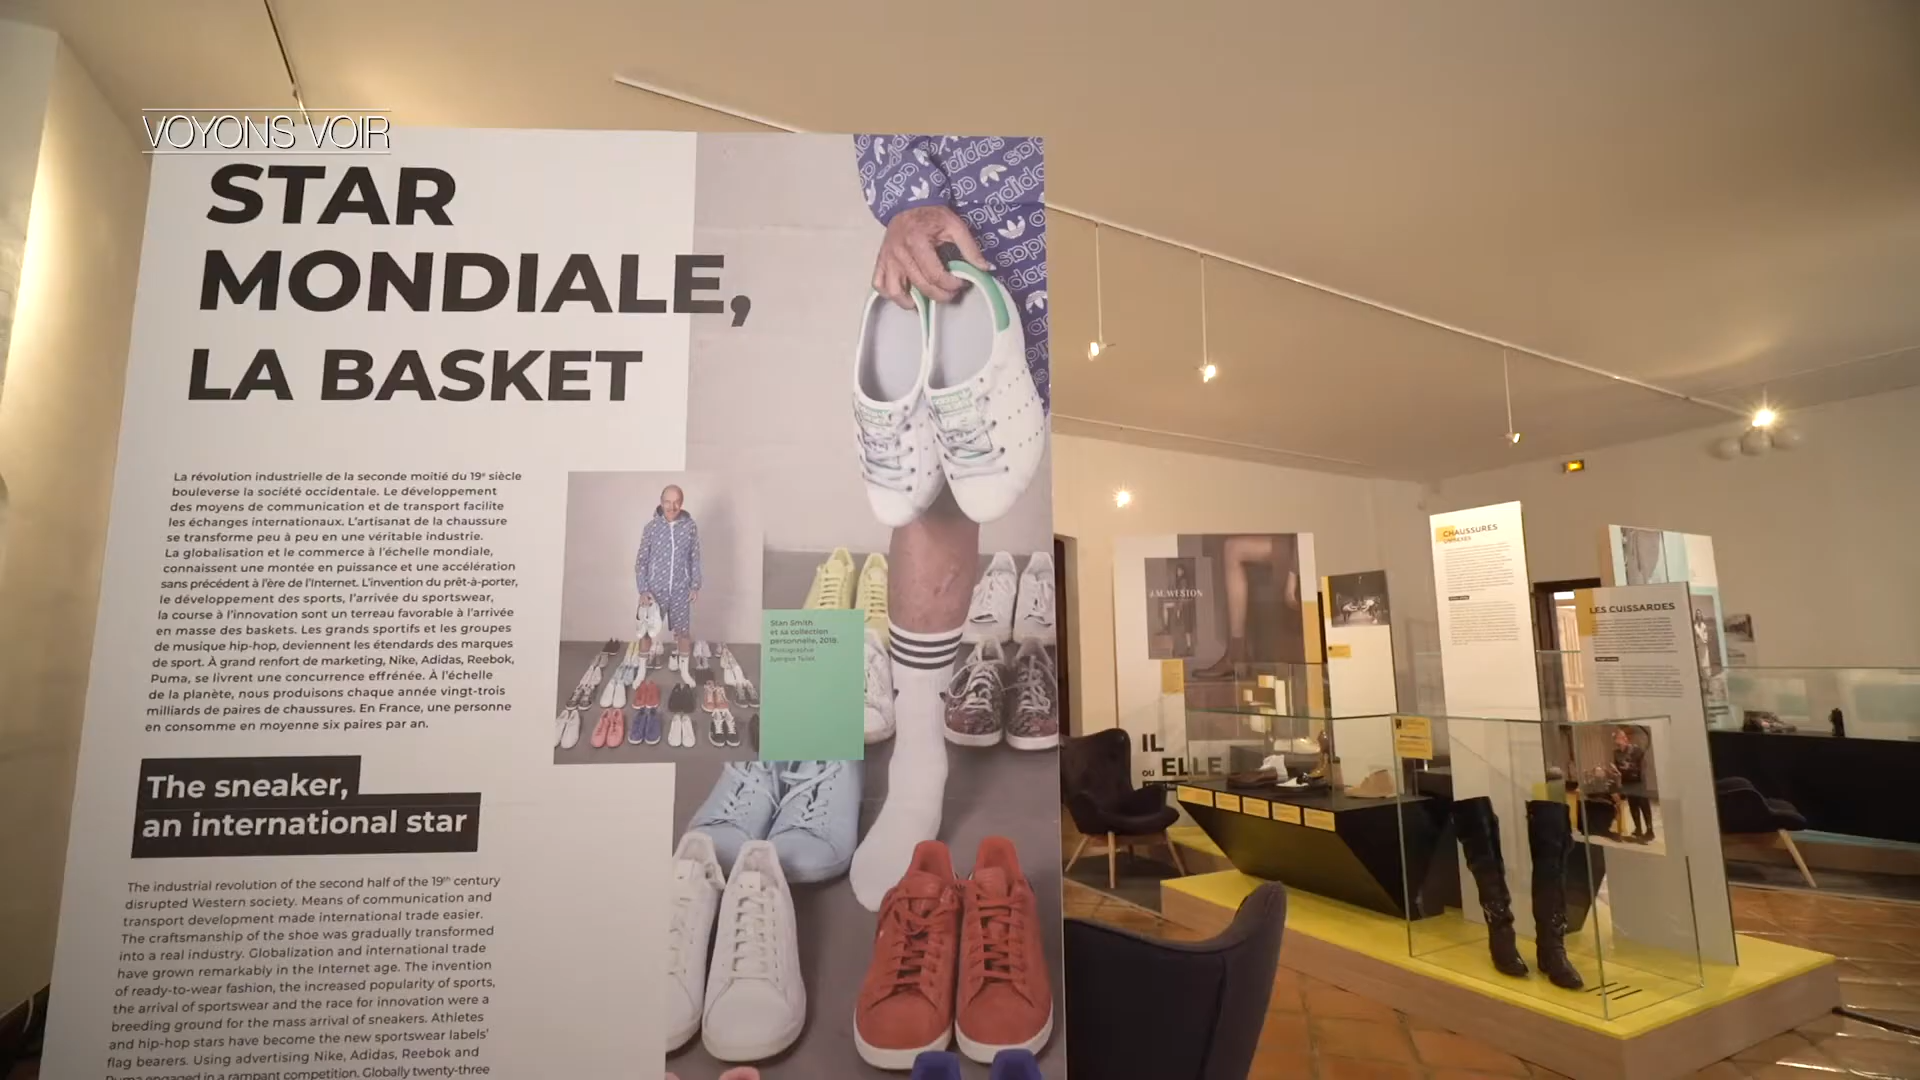 VOYONS VOIR
STAR
MONDIALE,
LA BASKET
La révolution industrielle de la seconde moitié du 19e siècle
bouleverse la société occidentale. Le développement
des moyens de communication et de transport facilite
les échanges internationaux. L'artisanat de la chaussure
se transforme peu à peu en une véritable industrie.
La globalisation et le commerce à l'échelle mondiale,
connaissent une montée en puissance et une accélération
sans précédent à l'ère de l'Internet. L'invention du prêt-à-porter,
le développement des sports, l'arrivée du sportswear,
la course à l'innovation sont un terreau favorable à l'arrivée
en masse des baskets. Les grands sportifs et les groupes
de musique hip-hop, deviennent les étendards des marques
de sport. À grand renfort de marketing, Nike, Adidas, Reebok,
Puma, se livrent une concurrence effrénée. À l'échelle
de la planète, nous produisons chaque année vingt-trois
milliards de paires de chaussures. En France, une personne
en consomme en moyenne six paires par an.
The sneaker,
an international star
The industrial revolution of the second half of the 19th century
disrupted Western society. Means of communication and
transport development made international trade easier.
The craftsmanship of the shoe was gradually transformed
into a real industry. Globalization and international trade
have grown remarkably in the Internet age. The invention
of ready-to-wear fashion, the increased popularity of sports,
the arrival of sportswear and the race for innovation were a
breeding ground for the mass arrival of sneakers. Athletes
and hip-hop stars have become the new sportswear labels'
flag bearers. Using advertising Nike, Adidas, Reebok and
Puma engaged in a rampant competition. Globally twenty-three
Stan Smith
et sa collection
personnelle, 2018.
Photographie
Juergen Teller.
adidas
J.M. WESTON
IL
ou ELLE
CHAUSSURES
LES CUISSARDES